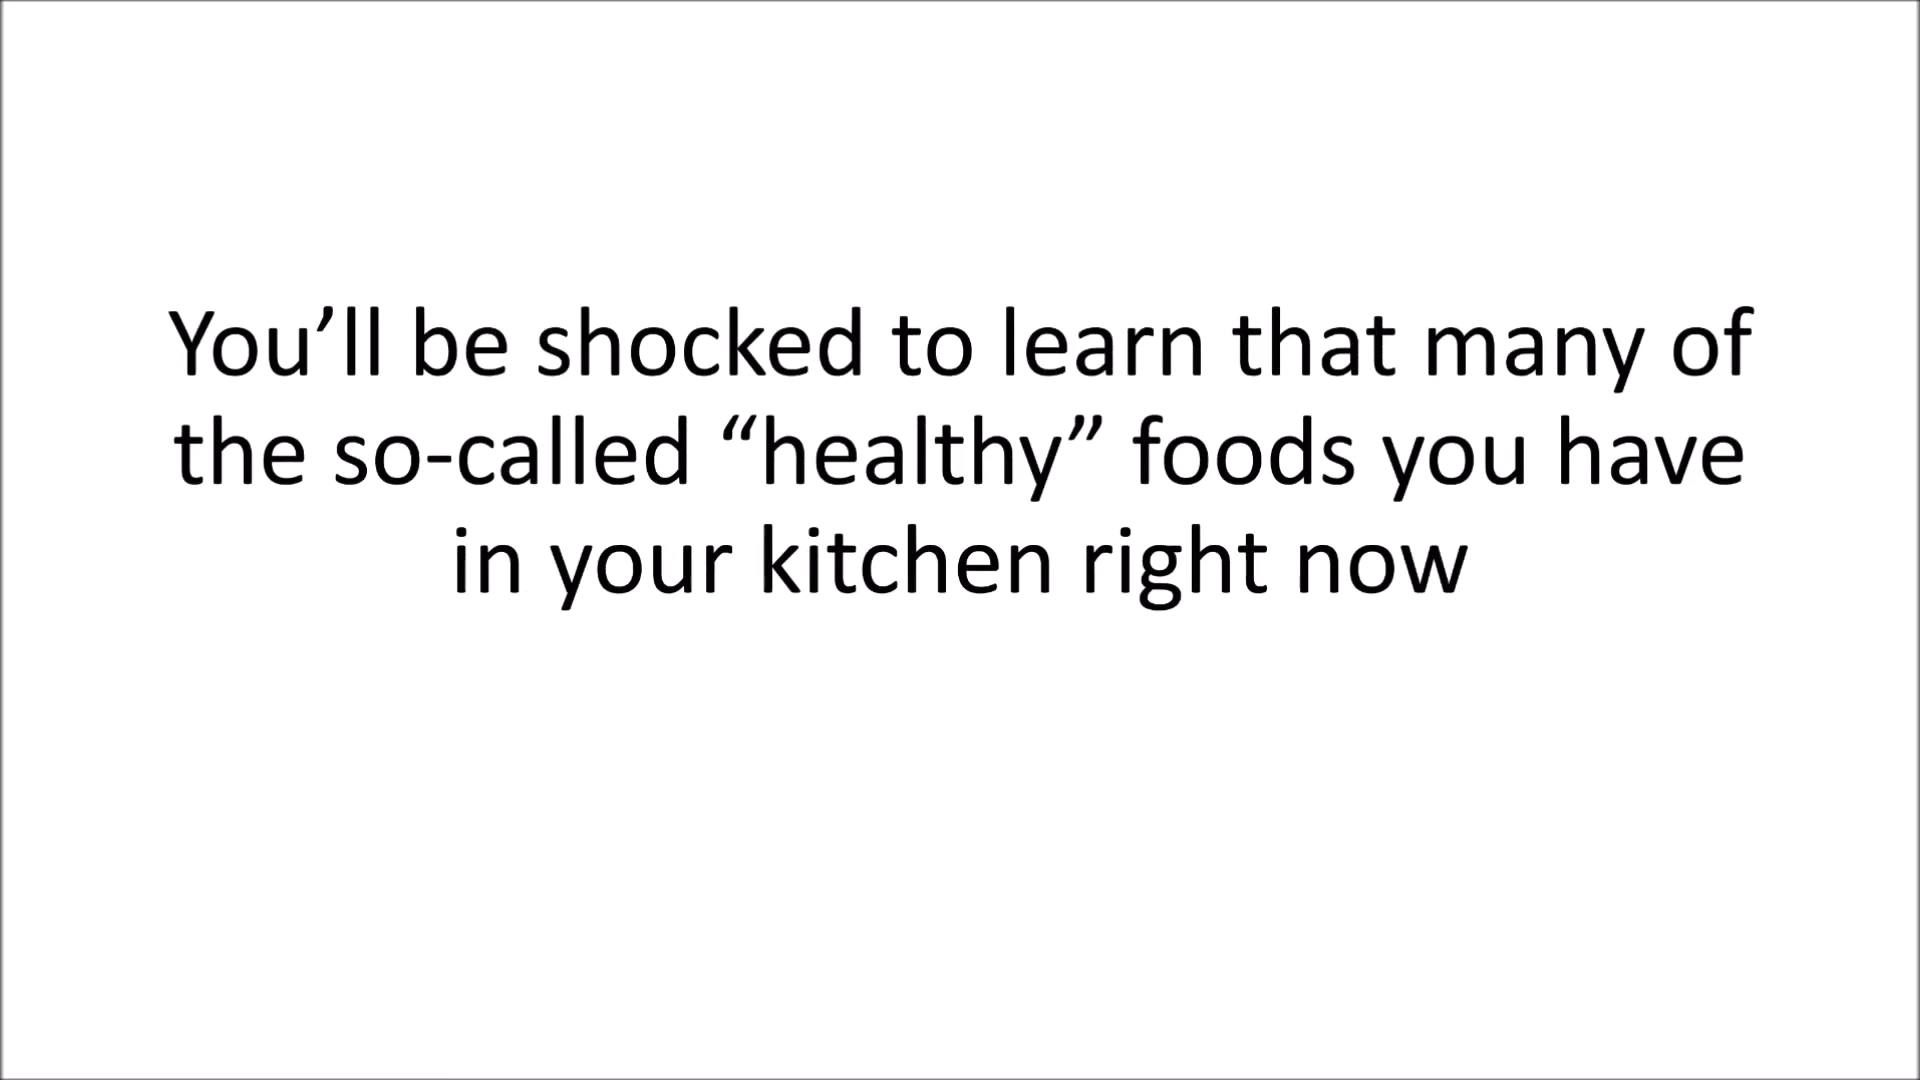 You’ll be shocked to learn that many of
the so-called “healthy” foods you have
in your kitchen right now